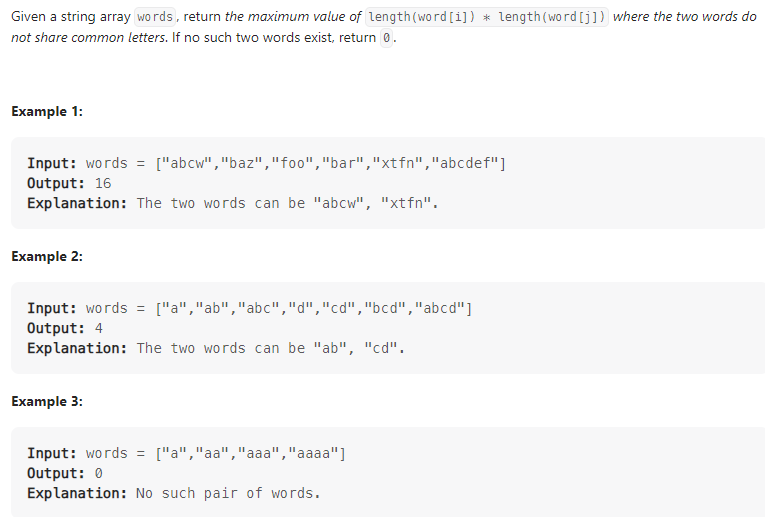 Given a string array words, return the maximum value of length(word[i]) * length(word[j]) where the two words do
not share common letters. If no such two words exist, return 0.
Example 1:
Input: words = ["abcw","baz","foo","bar","xtfn","abcdef"]
Output: 16
Explanation: The two words can be "abcw", "xtfn".
Example 2:
Input: words = ["a","ab","abc","d","cd","bcd","abcd"]
Output: 4
Explanation: The two words can be "ab", "cd".
Example 3:
Input: words = ["a","aa","aaa","aaaa"]
Output: 0
Explanation: No such pair of words.